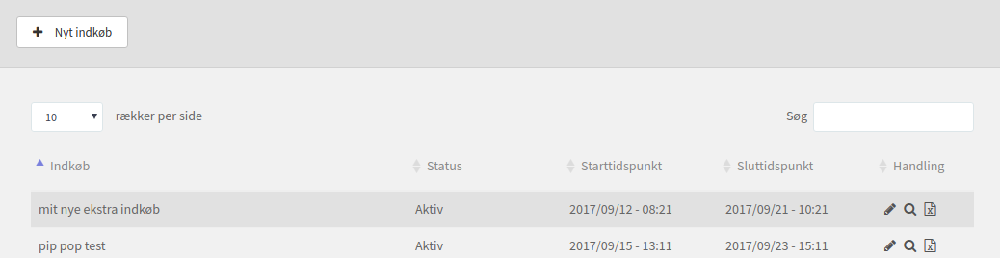 Nyt indkøb
10 rækker per side Søg
Indkøb Status Starttidspunkt Sluttidspunkt Handling
mit nye ekstra indkøb Aktiv 2017/09/12 - 08:21 2017/09/21 - 10:21
pip pop test Aktiv 2017/09/15 - 13:11 2017/09/23 - 15:11